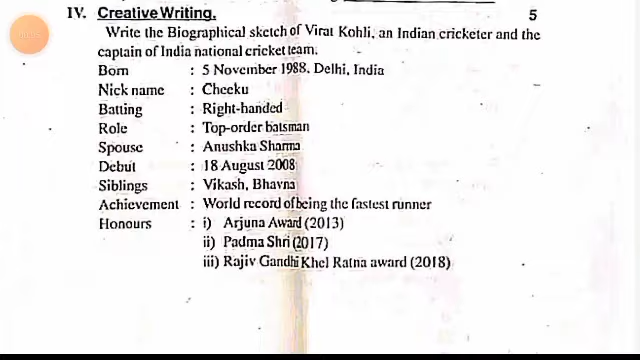 IV. Creative Writing. 5
Write the Biographical sketch of Virat Kohli, an Indian cricketer and the
captain of India national cricket team.
Born : 5 November 1988, Delhi, India
Nick name : Cheeku
Batting : Right-handed
Role : Top-order batsman
Spouse : Anushka Sharma
Debut : 18 August 2008
Siblings : Vikash, Bhavna
Achievement : World record of being the fastest runner
Honours : i) Arjuna Award (2013)
ii) Padma Shri (2017)
iii) Rajiv Gandhi Khel Ratna award (2018)